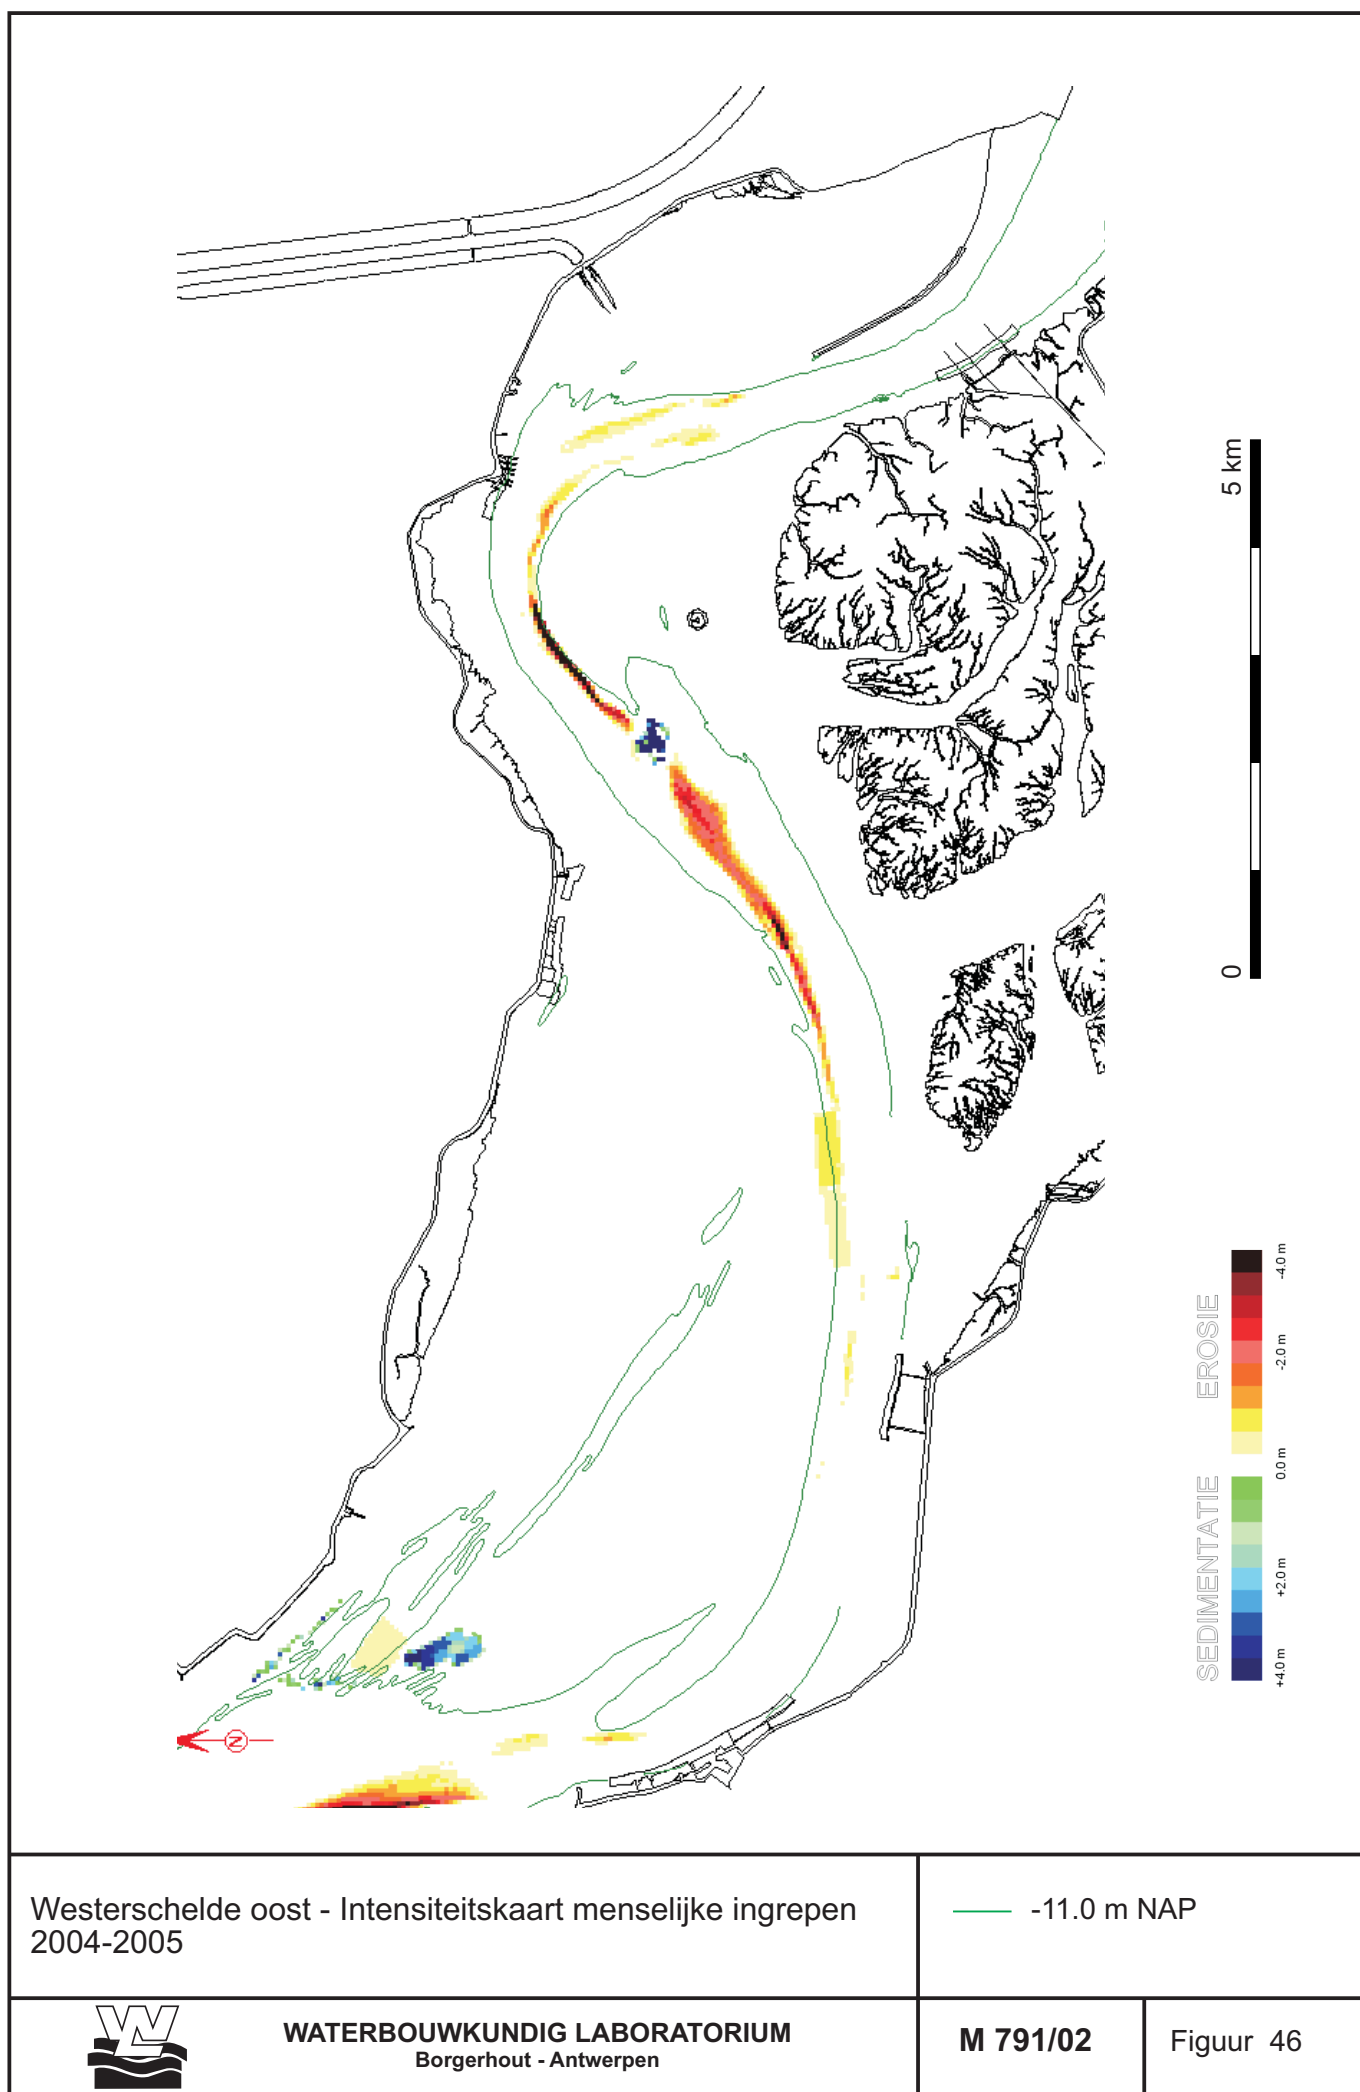 5 km
0
EROSIE
SEDIMENTATIE
-4.0 m
-2.0 m
0.0 m
+2.0 m
+4.0 m
N
Westerschelde oost - Intensiteitskaart menselijke ingrepen
2004-2005
-11.0 m NAP
WL
WATERBOUWKUNDIG LABORATORIUM
Borgerhout - Antwerpen
M 791/02
Figuur 46